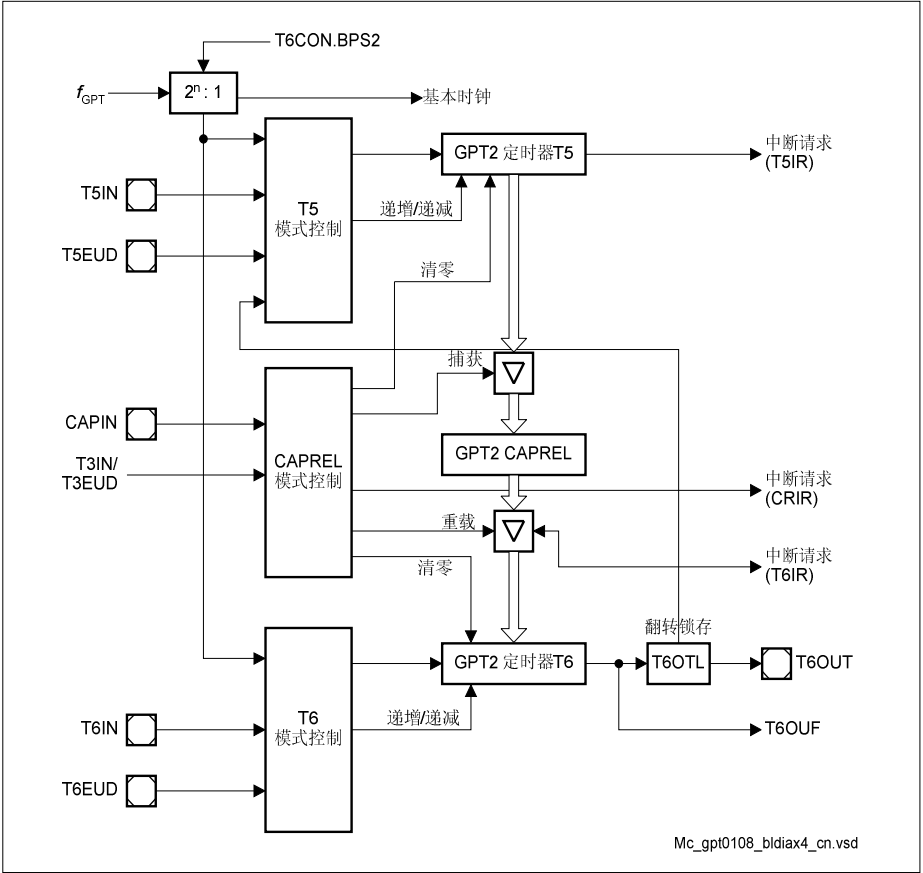 T6CON.BPS2
fGPT
2ⁿ : 1
基本时钟
T5IN
T5EUD
T5
模式控制
GPT2 定时器T5
中断请求
(T5IR)
递增/递减
清零
捕获
CAPIN
T3IN/
T3EUD
CAPREL
模式控制
GPT2 CAPREL
中断请求
(CRIR)
重载
清零
中断请求
(T6IR)
翻转锁存
GPT2 定时器T6
T6OTL
T6OUT
T6IN
T6EUD
T6
模式控制
递增/递减
T6OUF
Mc_gpt0108_bldiax4_cn.vsd